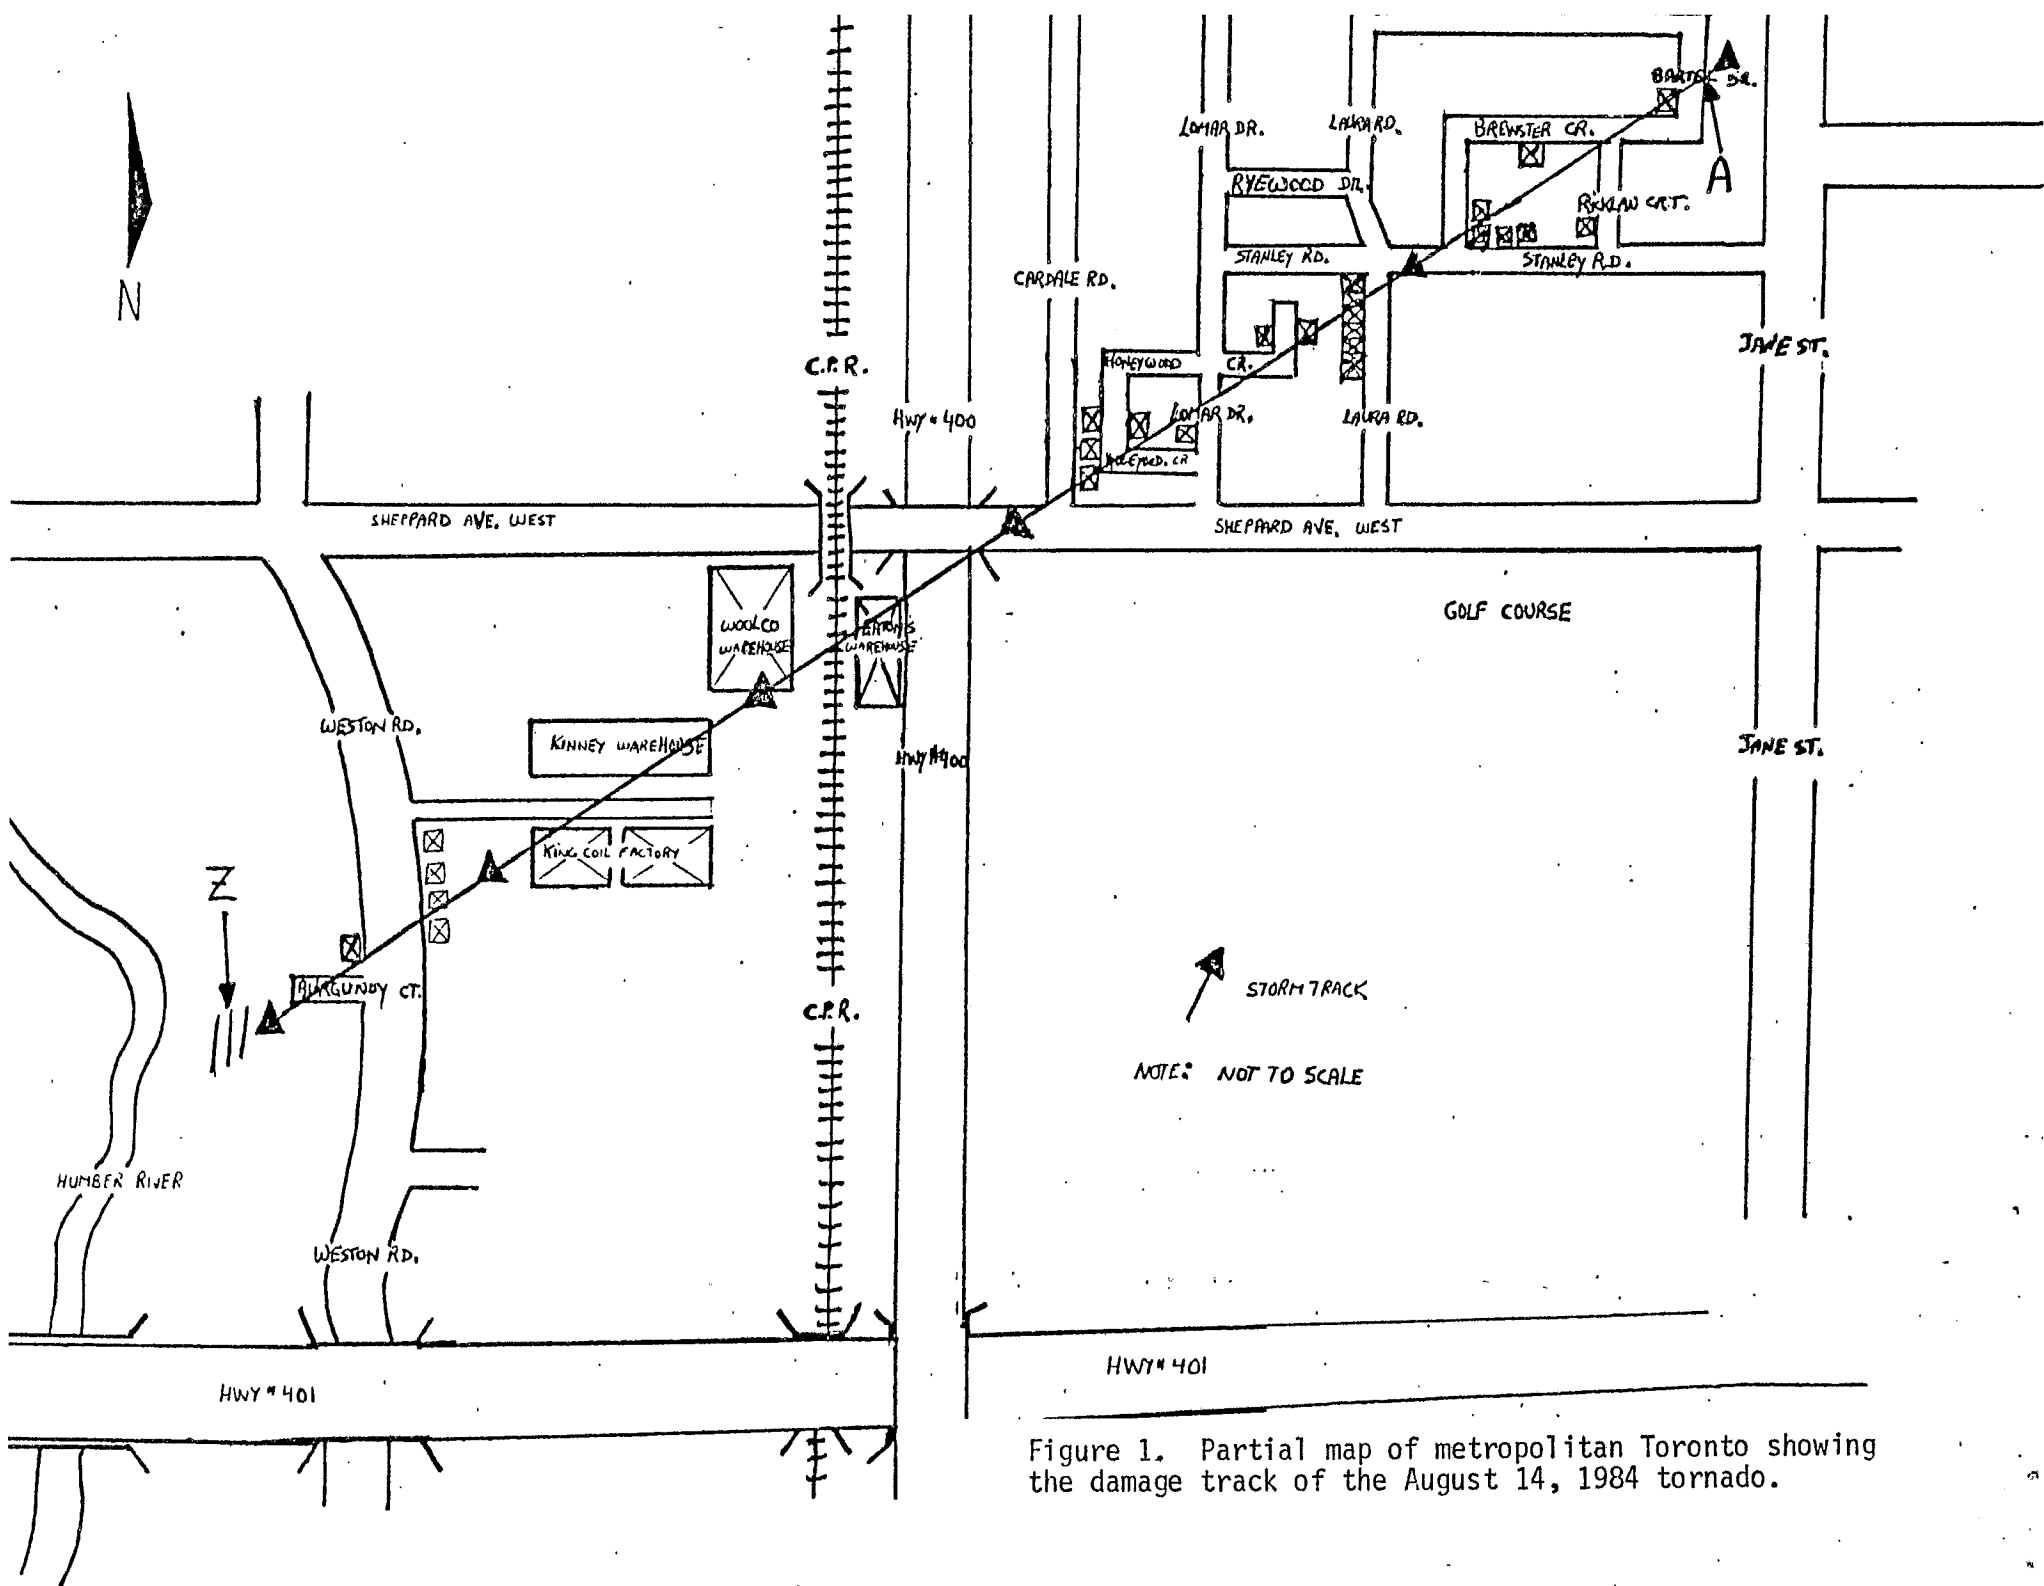 BREWSTER CR.
LOMAR DR.
LAURA RD.
A
RYEWOOD DR.
STANLEY RD.
STANLEY RD.
CARDALE RD.
N
JANE ST.
C.P.R.
HONEYWOOD
CR.
HWY # 400
LOMAR DR.
LAURA RD.
SHEPPARD AVE. WEST
SHEPPARD AVE. WEST
GOLF COURSE
WOOLCO
WAREHOUSE
EATON'S
WAREHOUSE
WESTON RD.
KINNEY WAREHOUSE
HWY #400
JANE ST.
KING COIL FACTORY
Z
BURGUNDY CT.
C.P.R.
STORM TRACK
NOTE: NOT TO SCALE
HUMBER RIVER
WESTON RD.
HWY # 401
HWY # 401
Figure 1. Partial map of metropolitan Toronto showing
the damage track of the August 14, 1984 tornado.